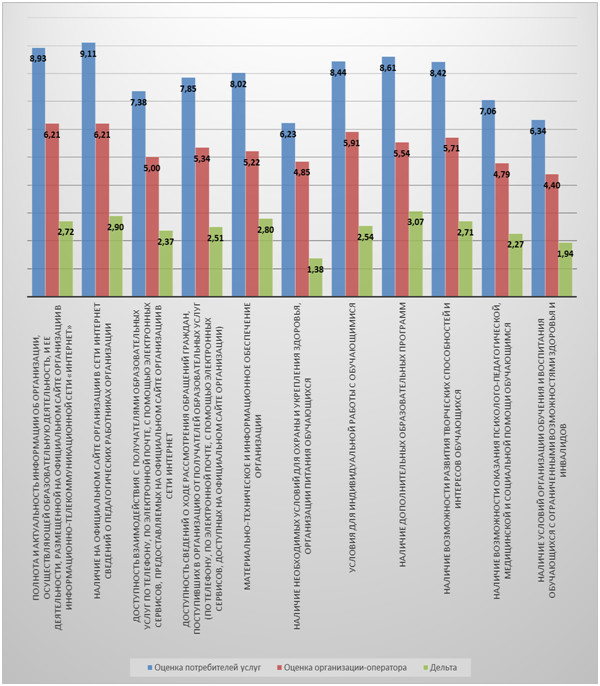 8,93
6,21
2,72
9,11
6,21
2,90
7,38
5,00
2,37
7,85
5,34
2,51
8,02
5,22
2,80
6,23
4,85
1,38
8,44
5,91
2,54
8,61
5,54
3,07
8,42
5,71
2,71
7,06
4,79
2,27
6,34
4,40
1,94
ПОЛНОТА И АКТУАЛЬНОСТЬ ИНФОРМАЦИИ ОБ ОРГАНИЗАЦИИ,
ОСУЩЕСТВЛЯЮЩЕЙ ОБРАЗОВАТЕЛЬНУЮ ДЕЯТЕЛЬНОСТЬ, И ЕЕ
ДЕЯТЕЛЬНОСТИ, РАЗМЕЩЕННОЙ НА ОФИЦИАЛЬНОМ САЙТЕ ОРГАНИЗАЦИИ В
ИНФОРМАЦИОННО-ТЕЛЕКОММУНИКАЦИОННОЙ СЕТИ «ИНТЕРНЕТ»
НАЛИЧИЕ НА ОФИЦИАЛЬНОМ САЙТЕ ОРГАНИЗАЦИИ В СЕТИ ИНТЕРНЕТ
СВЕДЕНИЙ О ПЕДАГОГИЧЕСКИХ РАБОТНИКАХ ОРГАНИЗАЦИИ
ДОСТУПНОСТЬ ВЗАИМОДЕЙСТВИЯ С ПОЛУЧАТЕЛЯМИ ОБРАЗОВАТЕЛЬНЫХ
УСЛУГ ПО ТЕЛЕФОНУ, ПО ЭЛЕКТРОННОЙ ПОЧТЕ, С ПОМОЩЬЮ ЭЛЕКТРОННЫХ
СЕРВИСОВ, ПРЕДОСТАВЛЯЕМЫХ НА ОФИЦИАЛЬНОМ САЙТЕ ОРГАНИЗАЦИИ В
СЕТИ ИНТЕРНЕТ
ДОСТУПНОСТЬ СВЕДЕНИЙ О ХОДЕ РАССМОТРЕНИЯ ОБРАЩЕНИЙ ГРАЖДАН,
ПОСТУПИВШИХ В ОРГАНИЗАЦИЮ ОТ ПОЛУЧАТЕЛЕЙ ОБРАЗОВАТЕЛЬНЫХ УСЛУГ
(ПО ТЕЛЕФОНУ, ПО ЭЛЕКТРОННОЙ ПОЧТЕ, С ПОМОЩЬЮ ЭЛЕКТРОННЫХ
СЕРВИСОВ, ДОСТУПНЫХ НА ОФИЦИАЛЬНОМ САЙТЕ ОРГАНИЗАЦИИ)
МАТЕРИАЛЬНО-ТЕХНИЧЕСКОЕ И ИНФОРМАЦИОННОЕ ОБЕСПЕЧЕНИЕ
ОРГАНИЗАЦИИ
НАЛИЧИЕ НЕОБХОДИМЫХ УСЛОВИЙ ДЛЯ ОХРАНЫ И УКРЕПЛЕНИЯ ЗДОРОВЬЯ,
ОРГАНИЗАЦИИ ПИТАНИЯ ОБУЧАЮЩИХСЯ
УСЛОВИЯ ДЛЯ ИНДИВИДУАЛЬНОЙ РАБОТЫ С ОБУЧАЮЩИМИСЯ
НАЛИЧИЕ ДОПОЛНИТЕЛЬНЫХ ОБРАЗОВАТЕЛЬНЫХ ПРОГРАММ
НАЛИЧИЕ ВОЗМОЖНОСТИ РАЗВИТИЯ ТВОРЧЕСКИХ СПОСОБНОСТЕЙ И
ИНТЕРЕСОВ ОБУЧАЮЩИХСЯ
НАЛИЧИЕ ВОЗМОЖНОСТИ ОКАЗАНИЯ ПСИХОЛОГО-ПЕДАГОГИЧЕСКОЙ,
МЕДИЦИНСКОЙ И СОЦИАЛЬНОЙ ПОМОЩИ ОБУЧАЮЩИМСЯ
НАЛИЧИЕ УСЛОВИЙ ОРГАНИЗАЦИИ ОБУЧЕНИЯ И ВОСПИТАНИЯ
ОБУЧАЮЩИХСЯ С ОГРАНИЧЕННЫМИ ВОЗМОЖНОСТЯМИ ЗДОРОВЬЯ И
ИНВАЛИДОВ
Оценка потребителей услуг
Оценка организации-оператора
Дельта